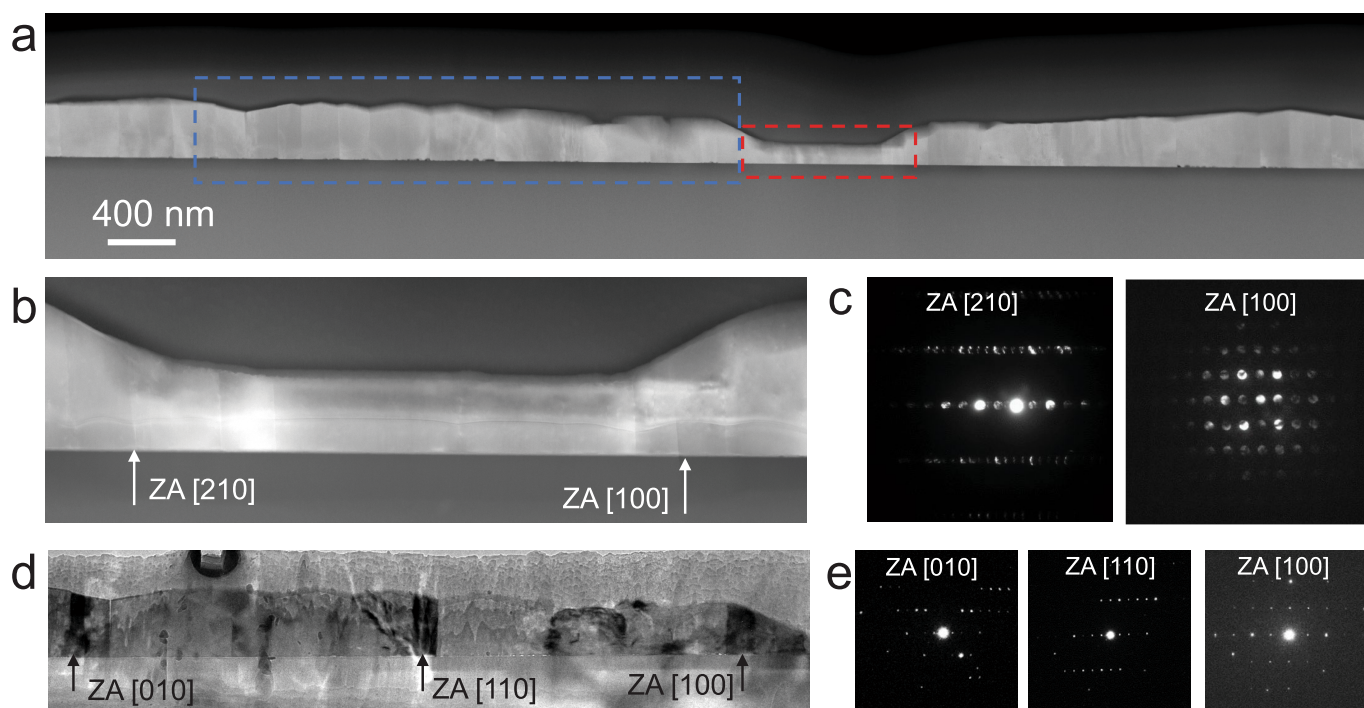 a
400 nm
b
ZA [210]
ZA [100]
c
ZA [210]
ZA [100]
d
ZA [010]
ZA [110]
ZA [100]
e
ZA [010]
ZA [110]
ZA [100]